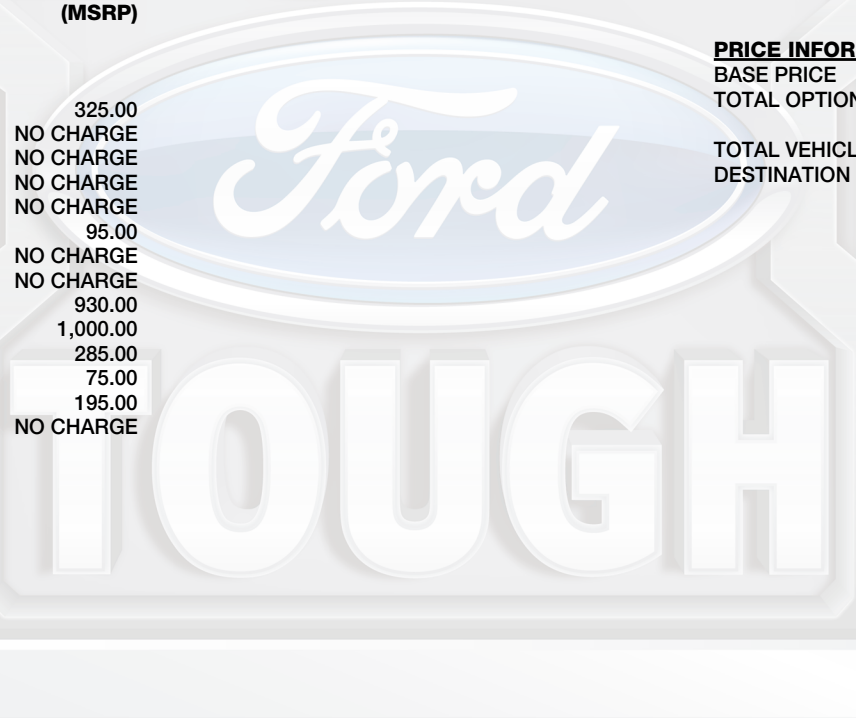 (MSRP)
325.00
NO CHARGE
NO CHARGE
NO CHARGE
NO CHARGE
95.00
NO CHARGE
NO CHARGE
930.00
1,000.00
285.00
75.00
195.00
NO CHARGE
PRICE INFOR
BASE PRICE
TOTAL OPTION
TOTAL VEHICL
DESTINATION
Ford
TOUGH